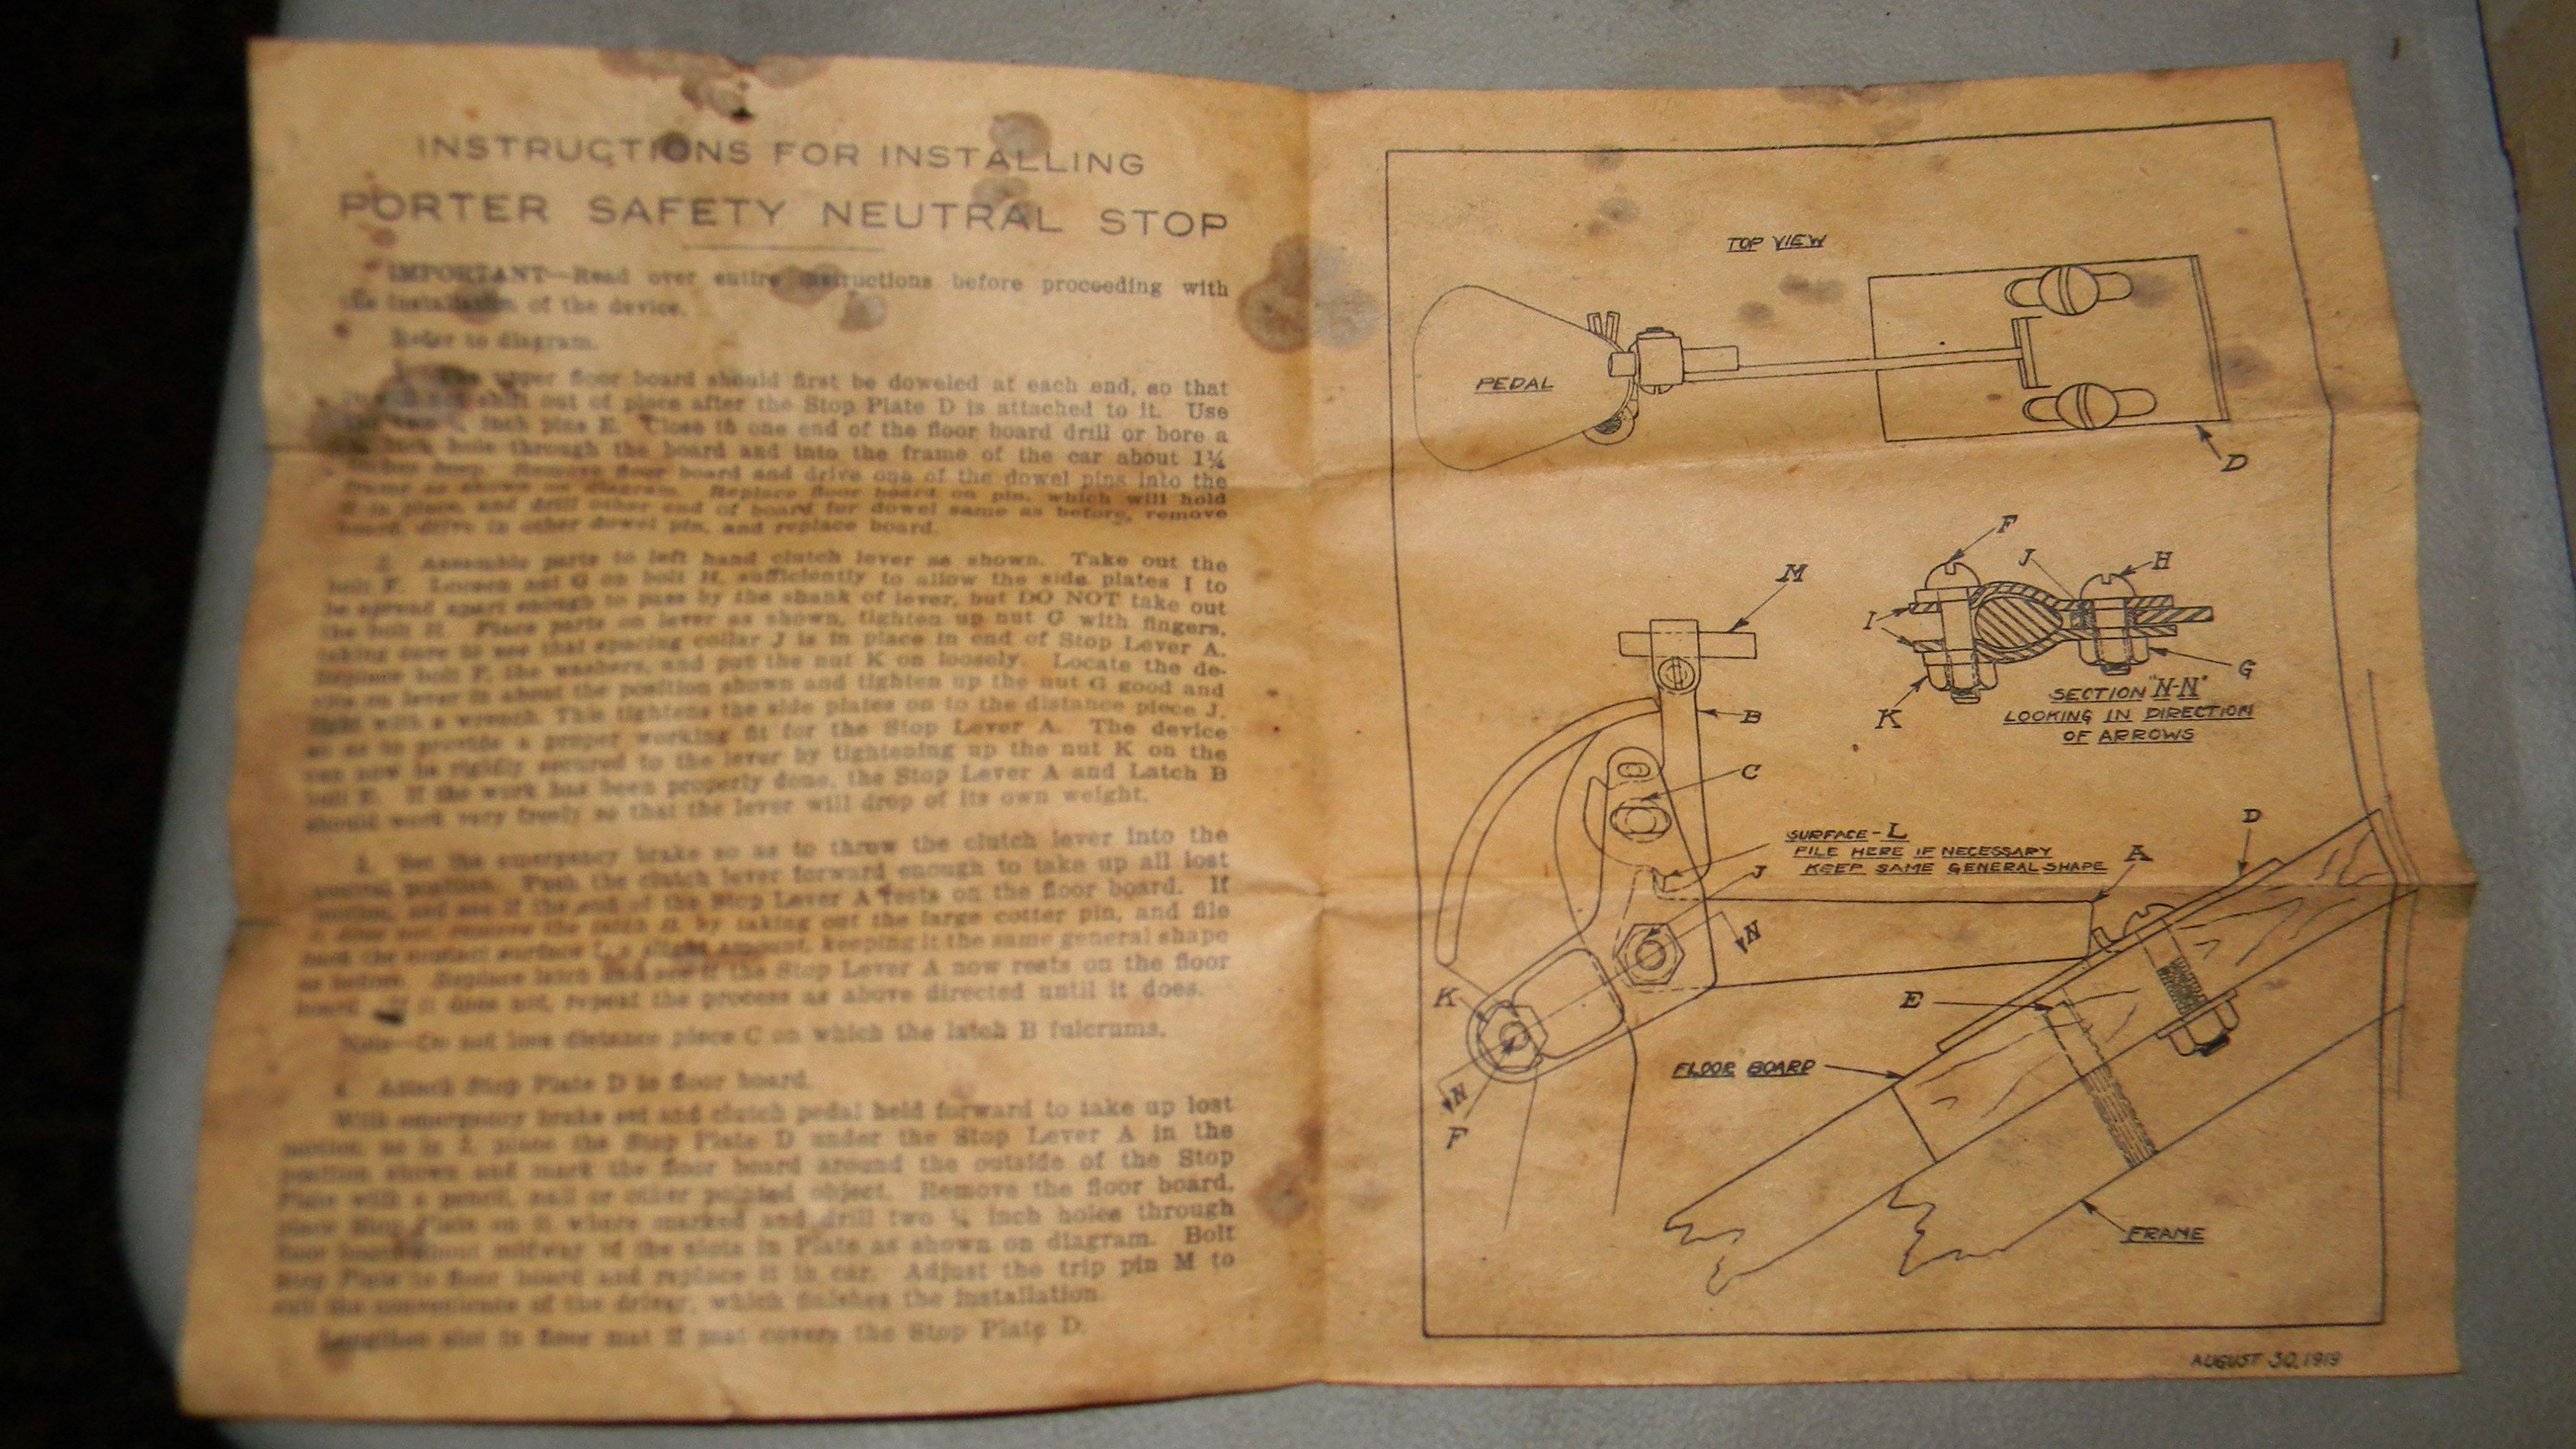 INSTRUCTIONS FOR INSTALLING
PORTER SAFETY NEUTRAL STOP
IMPORTANT—Read over entire instructions before proceeding with
the installation of the device.
Refer to diagram.
upper floor board should first be doweled at each end, so that
shift out of place after the Stop Plate D is attached to it. Use
inch pins E. Close to one end of the floor board drill or bore a
inch hole through the board and into the frame of the car about 1¼
inches deep. Remove floor board and drive one of the dowel pins into the
frame as shown on diagram. Replace floor board on pin, which will hold
it in place, and drill other end of board for dowel same as before, remove
board, drive in other dowel pin, and replace board.
2. Assemble parts to left hand clutch lever as shown. Take out the
bolt F. Loosen nut G on bolt H, sufficiently to allow the side plates I to
be spread apart enough to pass by the shank of lever, but DO NOT take out
the bolt H. Place parts on lever as shown, tighten up nut G with fingers,
taking care to see that spacing collar J is in place in end of Stop Lever A.
Replace bolt F, the washers, and put the nut K on loosely. Locate the de-
vice on lever in about the position shown and tighten up the nut G good and
tight with a wrench. This tightens the side plates on to the distance piece J,
so as to provide a proper working fit for the Stop Lever A. The device
can now be rigidly secured to the lever by tightening up the nut K on the
bolt F. If the work has been properly done, the Stop Lever A and Latch B
should work very freely so that the lever will drop of its own weight.
3. Set the emergency brake so as to throw the clutch lever into the
neutral position. Push the clutch lever forward enough to take up all lost
motion, and see if the end of the Stop Lever A rests on the floor board. If
it does not, remove the latch B, by taking out the large cotter pin, and file
back the contact surface L, a slight amount, keeping it the same general shape
as before. Replace latch and see if the Stop Lever A now rests on the floor
board. If it does not, repeat the process as above directed until it does.
Note—Do not lose distance piece C on which the latch B fulcrums.
4. Attach Stop Plate D to floor board.
With emergency brake set and clutch pedal held forward to take up lost
motion, as in 3, place the Stop Plate D under the Stop Lever A in the
position shown and mark the floor board around the outside of the Stop
Plate with a pencil, nail or other pointed object. Remove the floor board,
place Stop Plate on it where marked and drill two ¼ inch holes through
floor board about midway of the slots in Plate as shown on diagram. Bolt
Stop Plate to floor board and replace it in car. Adjust the trip pin M to
suit the convenience of the driver, which finishes the installation.
Lengthen slot in floor mat if mat covers the Stop Plate D.
TOP VIEW
PEDAL
D
F
J
H
I
K
G
SECTION "N-N"
LOOKING IN DIRECTION
OF ARROWS
M
B
C
SURFACE-L
FILE HERE IF NECESSARY
KEEP SAME GENERAL SHAPE
J
A
D
N
K
E
FLOOR BOARD
N
F
FRAME
AUGUST 30, 1919